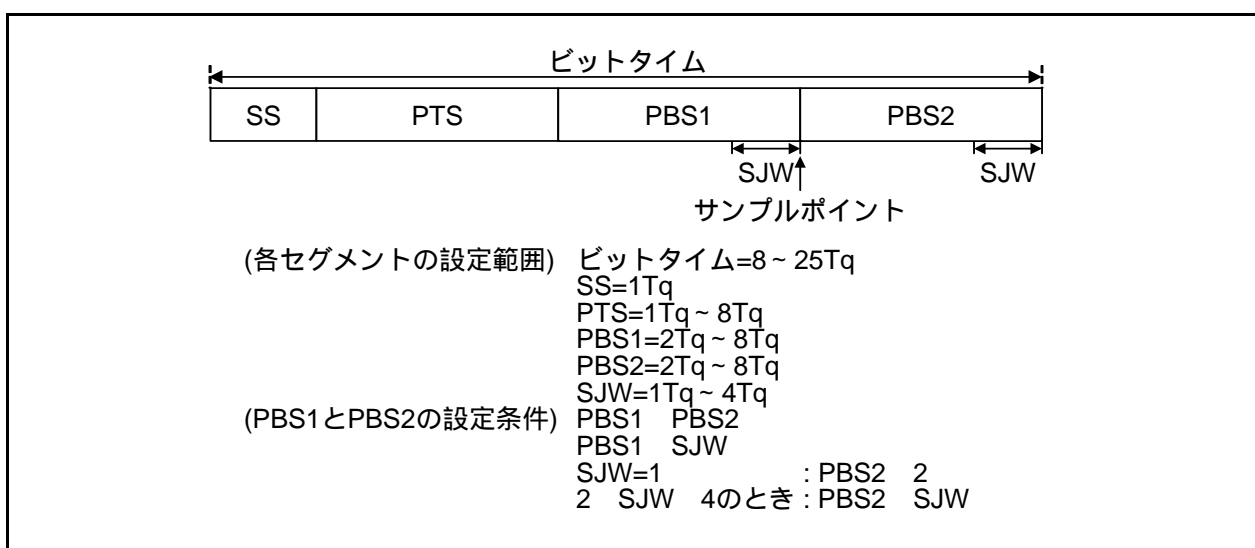 ビットタイム
SS PTS PBS1 PBS2
SJW SJW
サンプルポイント
(各セグメントの設定範囲) ビットタイム=8~25Tq
SS=1Tq
PTS=1Tq~8Tq
PBS1=2Tq~8Tq
PBS2=2Tq~8Tq
SJW=1Tq~4Tq
(PBS1とPBS2の設定条件) PBS1 PBS2
PBS1 SJW
SJW=1 : PBS2 2
2 SJW 4のとき : PBS2 SJW